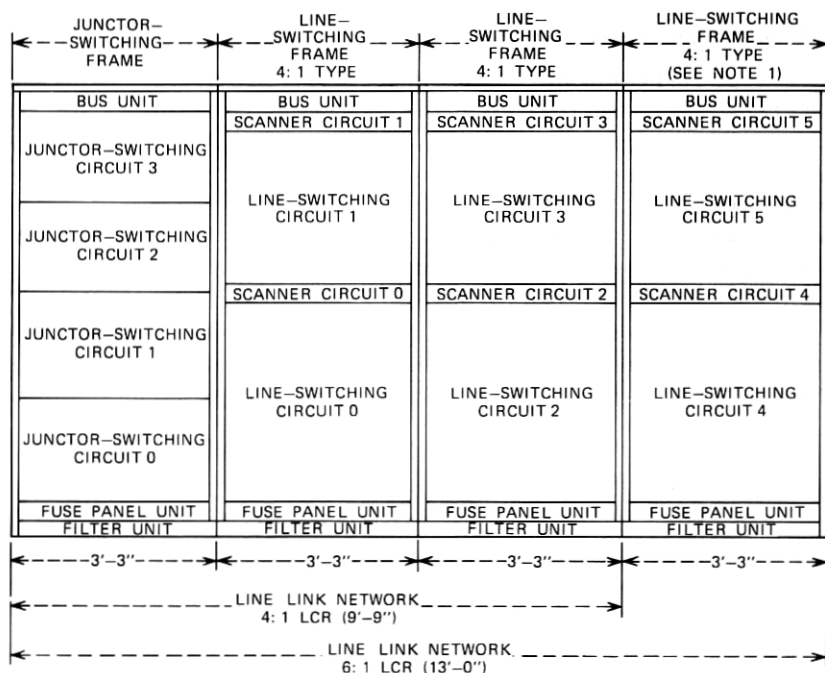 JUNCTOR–
SWITCHING
FRAME
LINE–
SWITCHING
FRAME
4:1 TYPE
LINE–
SWITCHING
FRAME
4:1 TYPE
LINE–SWITCHING
FRAME
4:1 TYPE
(SEE NOTE 1)
BUS UNIT
JUNCTOR–SWITCHING
CIRCUIT 3
JUNCTOR–SWITCHING
CIRCUIT 2
JUNCTOR–SWITCHING
CIRCUIT 1
JUNCTOR–SWITCHING
CIRCUIT 0
FUSE PANEL UNIT
FILTER UNIT
BUS UNIT
SCANNER CIRCUIT 1
LINE–SWITCHING
CIRCUIT 1
SCANNER CIRCUIT 0
LINE–SWITCHING
CIRCUIT 0
FUSE PANEL UNIT
FILTER UNIT
BUS UNIT
SCANNER CIRCUIT 3
LINE–SWITCHING
CIRCUIT 3
SCANNER CIRCUIT 2
LINE–SWITCHING
CIRCUIT 2
FUSE PANEL UNIT
FILTER UNIT
BUS UNIT
SCANNER CIRCUIT 5
LINE–SWITCHING
CIRCUIT 5
SCANNER CIRCUIT 4
LINE–SWITCHING
CIRCUIT 4
FUSE PANEL UNIT
FILTER UNIT
3'–3"
3'–3"
3'–3"
3'–3"
LINE LINK NETWORK
4:1 LCR (9'–9")
LINE LINK NETWORK
6:1 LCR (13'–0")